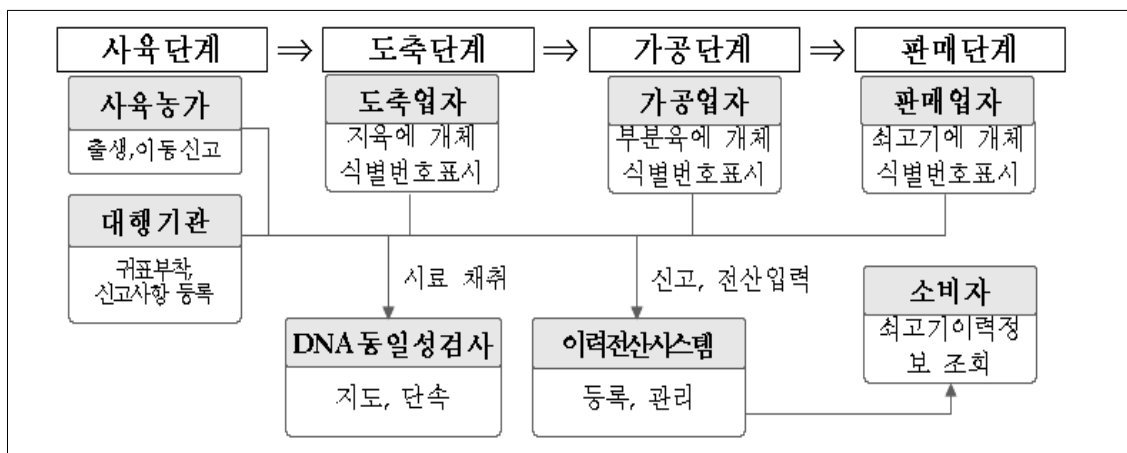 사육단계 ⇒ 도축단계 ⇒ 가공단계 ⇒ 판매단계
사육농가
출생,이동신고
도축업자
지육에 개체
식별번호표시
가공업자
부분육에 개체
식별번호표시
판매업자
쇠고기에 개체
식별번호표시
대행기관
귀표부착,
신고사항 등록
시료 채취
신고, 전산입력
DNA동일성검사
지도, 단속
이력전산시스템
등록, 관리
소비자
쇠고기이력정
보 조회